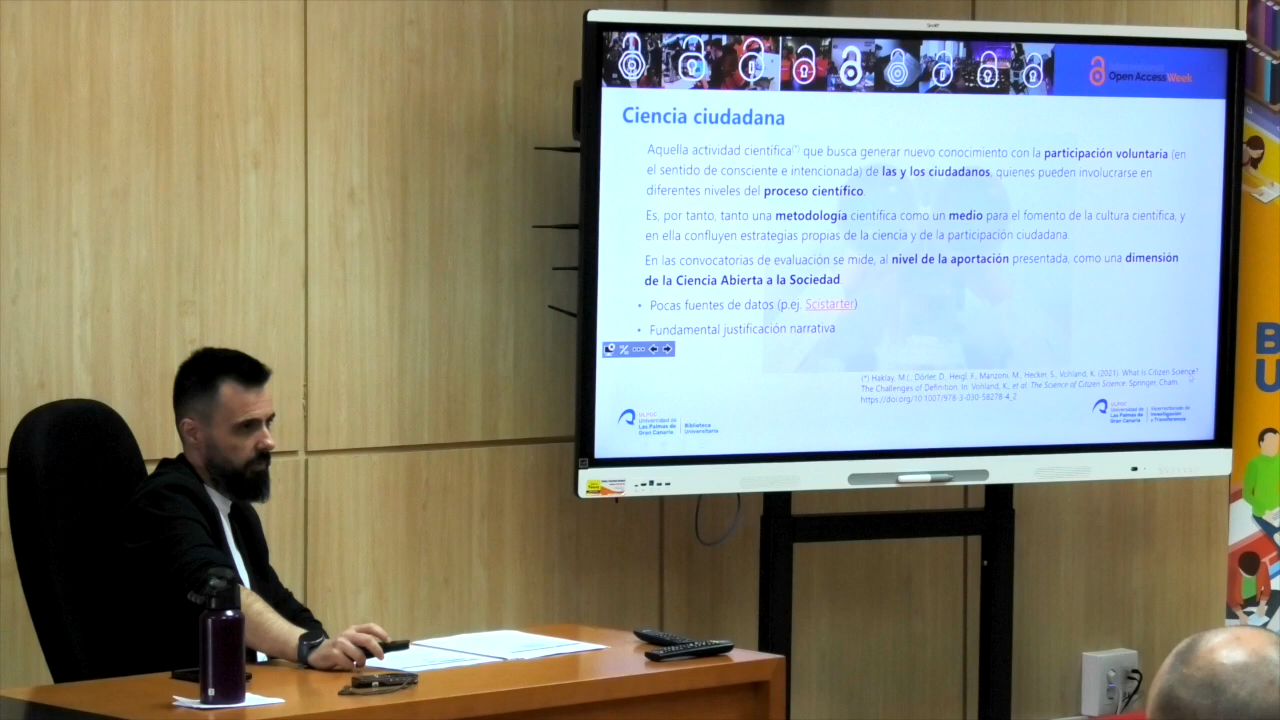 SMART
International
Open Access Week
Ciencia ciudadana
Aquella actividad científica(*) que busca generar nuevo conocimiento con la participación voluntaria (en
el sentido de consciente e intencionada) de las y los ciudadanos, quienes pueden involucrarse en
diferentes niveles del proceso científico.
Es, por tanto, tanto una metodología científica como un medio para el fomento de la cultura científica, y
en ella confluyen estrategias propias de la ciencia y de la participación ciudadana.
En las convocatorias de evaluación se mide, al nivel de la aportación presentada, como una dimensión
de la Ciencia Abierta a la Sociedad.
• Pocas fuentes de datos (p.ej. Scistarter)
• Fundamental justificación narrativa
(*) Haklay, M.(., Dörler, D., Heigl, F., Manzoni, M., Hecker, S., Vohland, K. (2021). What Is Citizen Science?
The Challenges of Definition. In: Vohland, K., et al. The Science of Citizen Science. Springer, Cham.
https://doi.org/10.1007/978-3-030-58278-4_2
ULPGC
Universidad de
Las Palmas de
Gran Canaria
Biblioteca
Universitaria
ULPGC
Universidad de
Las Palmas de
Gran Canaria
Vicerrectorado de
Investigación
y Transferencia
B
U